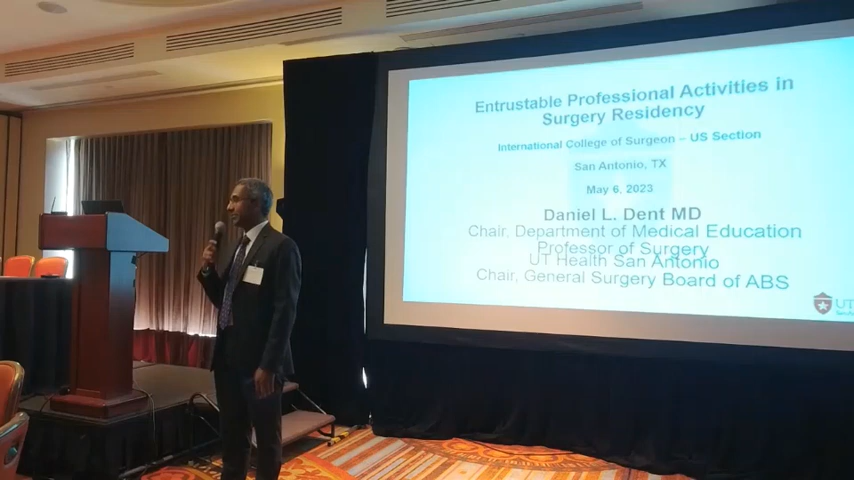 Entrustable Professional Activities in
Surgery Residency
International College of Surgeon – US Section
San Antonio, TX
May 6, 2023
Daniel L. Dent MD
Chair, Department of Medical Education
Professor of Surgery
UT Health San Antonio
Chair, General Surgery Board of ABS
UT